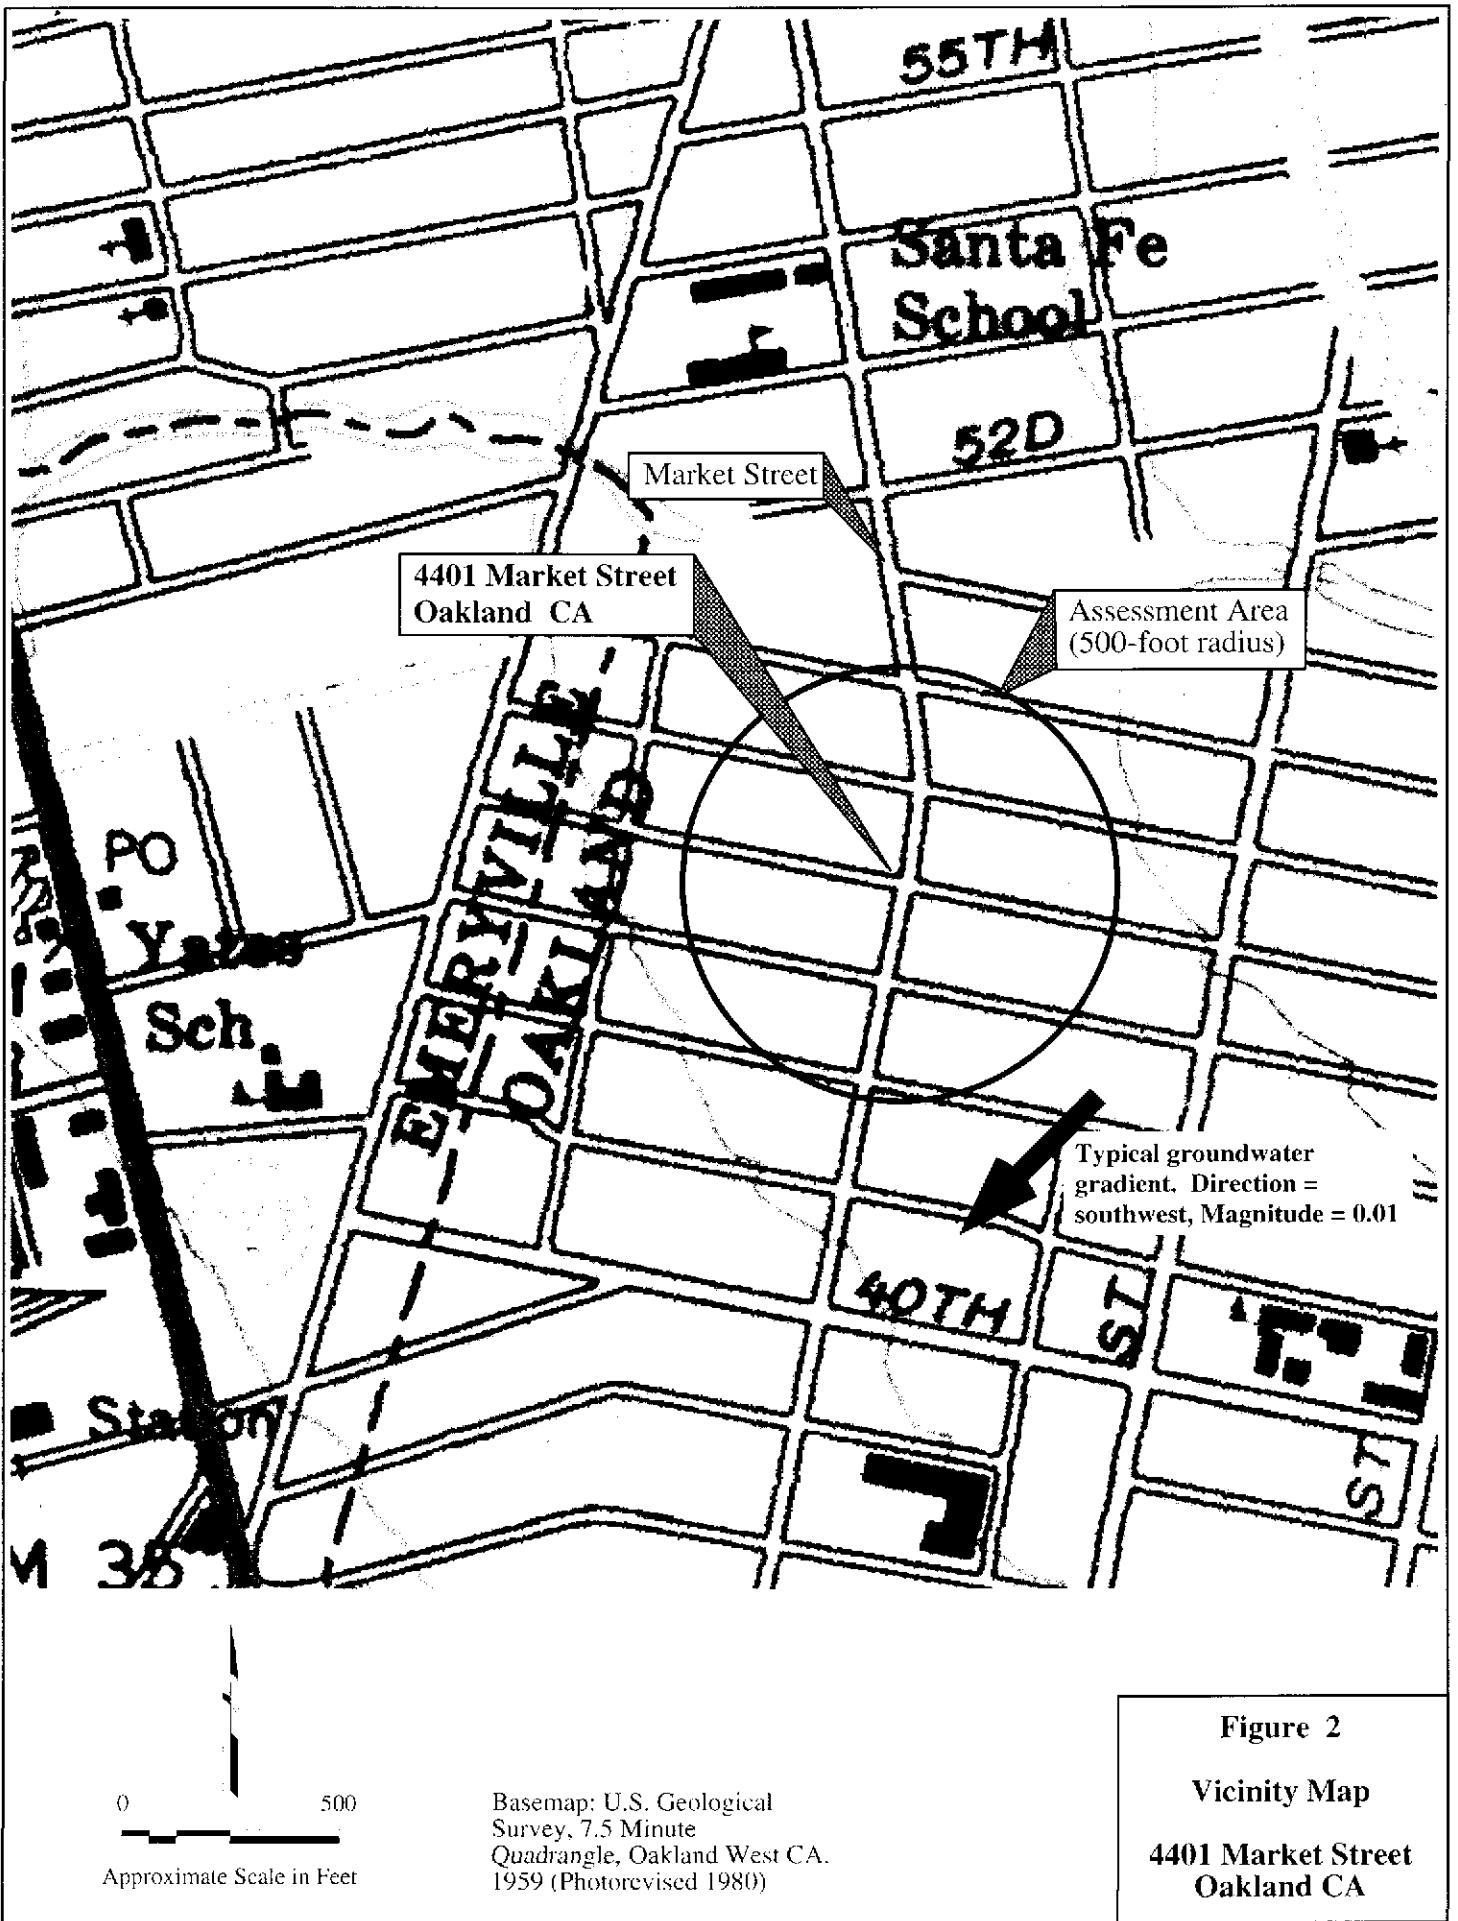 55TH
Santa Fe
School
52D
Market Street
4401 Market Street
Oakland CA
Assessment Area
(500-foot radius)
EMERYVILLE
OAKLAND
PO
Yates
Sch.
Typical groundwater
gradient. Direction =
southwest, Magnitude = 0.01
40TH
ST
ST
Station
M 38
0 500
Approximate Scale in Feet
Basemap: U.S. Geological
Survey, 7.5 Minute
Quadrangle, Oakland West CA.
1959 (Photorevised 1980)
Figure 2
Vicinity Map
4401 Market Street
Oakland CA